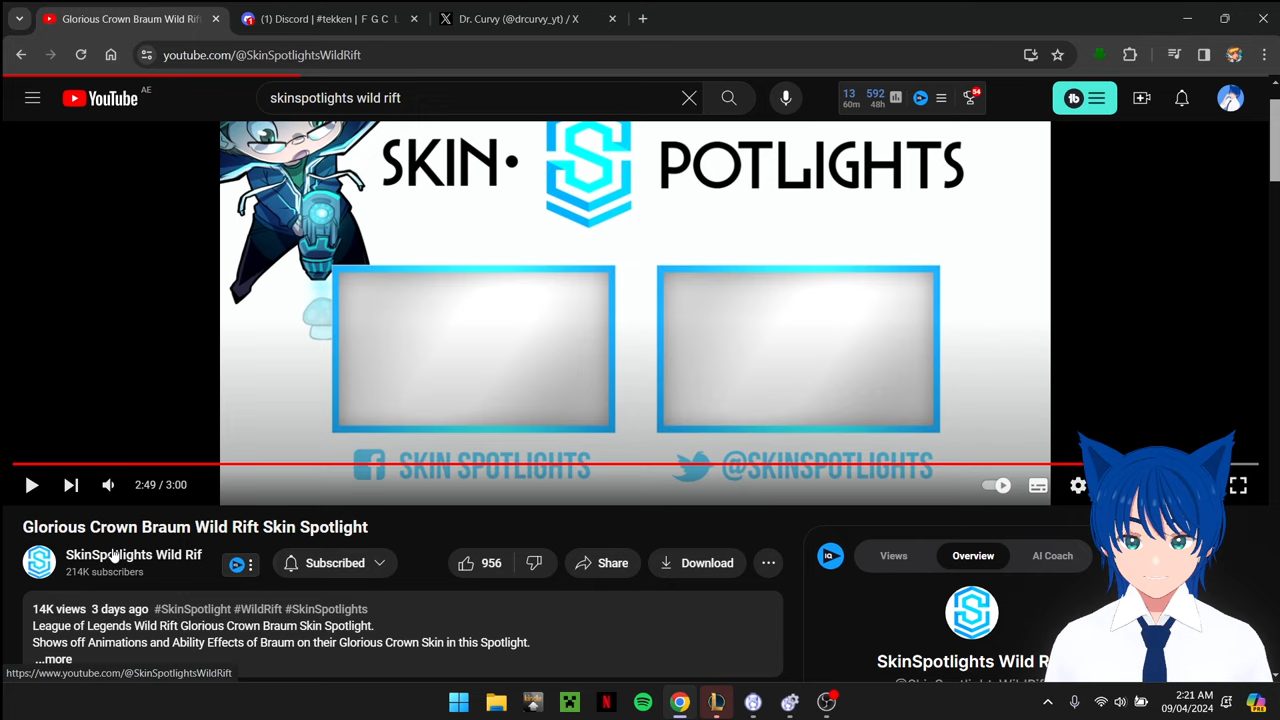 Glorious Crown Braum Wild Rif
(1) Discord | #tekken | F G C L
Dr. Curvy (@drcurvy_yt) / X
youtube.com/@SkinSpotlightsWildRift
YouTube AE
skinspotlights wild rift
13 60m
592 48h
54
SKIN· S POTLIGHTS
SKIN SPOTLIGHTS
@SKINSPOTLIGHTS
2:49 / 3:00
Glorious Crown Braum Wild Rift Skin Spotlight
SkinSpotlights Wild Rif
214K subscribers
Subscribed
956
Share
Download
Views
Overview
AI Coach
14K views 3 days ago #SkinSpotlight #WildRift #SkinSpotlights
League of Legends Wild Rift Glorious Crown Braum Skin Spotlight.
Shows off Animations and Ability Effects of Braum on their Glorious Crown Skin in this Spotlight.
...more
SkinSpotlights Wild R
https://www.youtube.com/@SkinSpotlightsWildRift
2:21 AM
09/04/2024